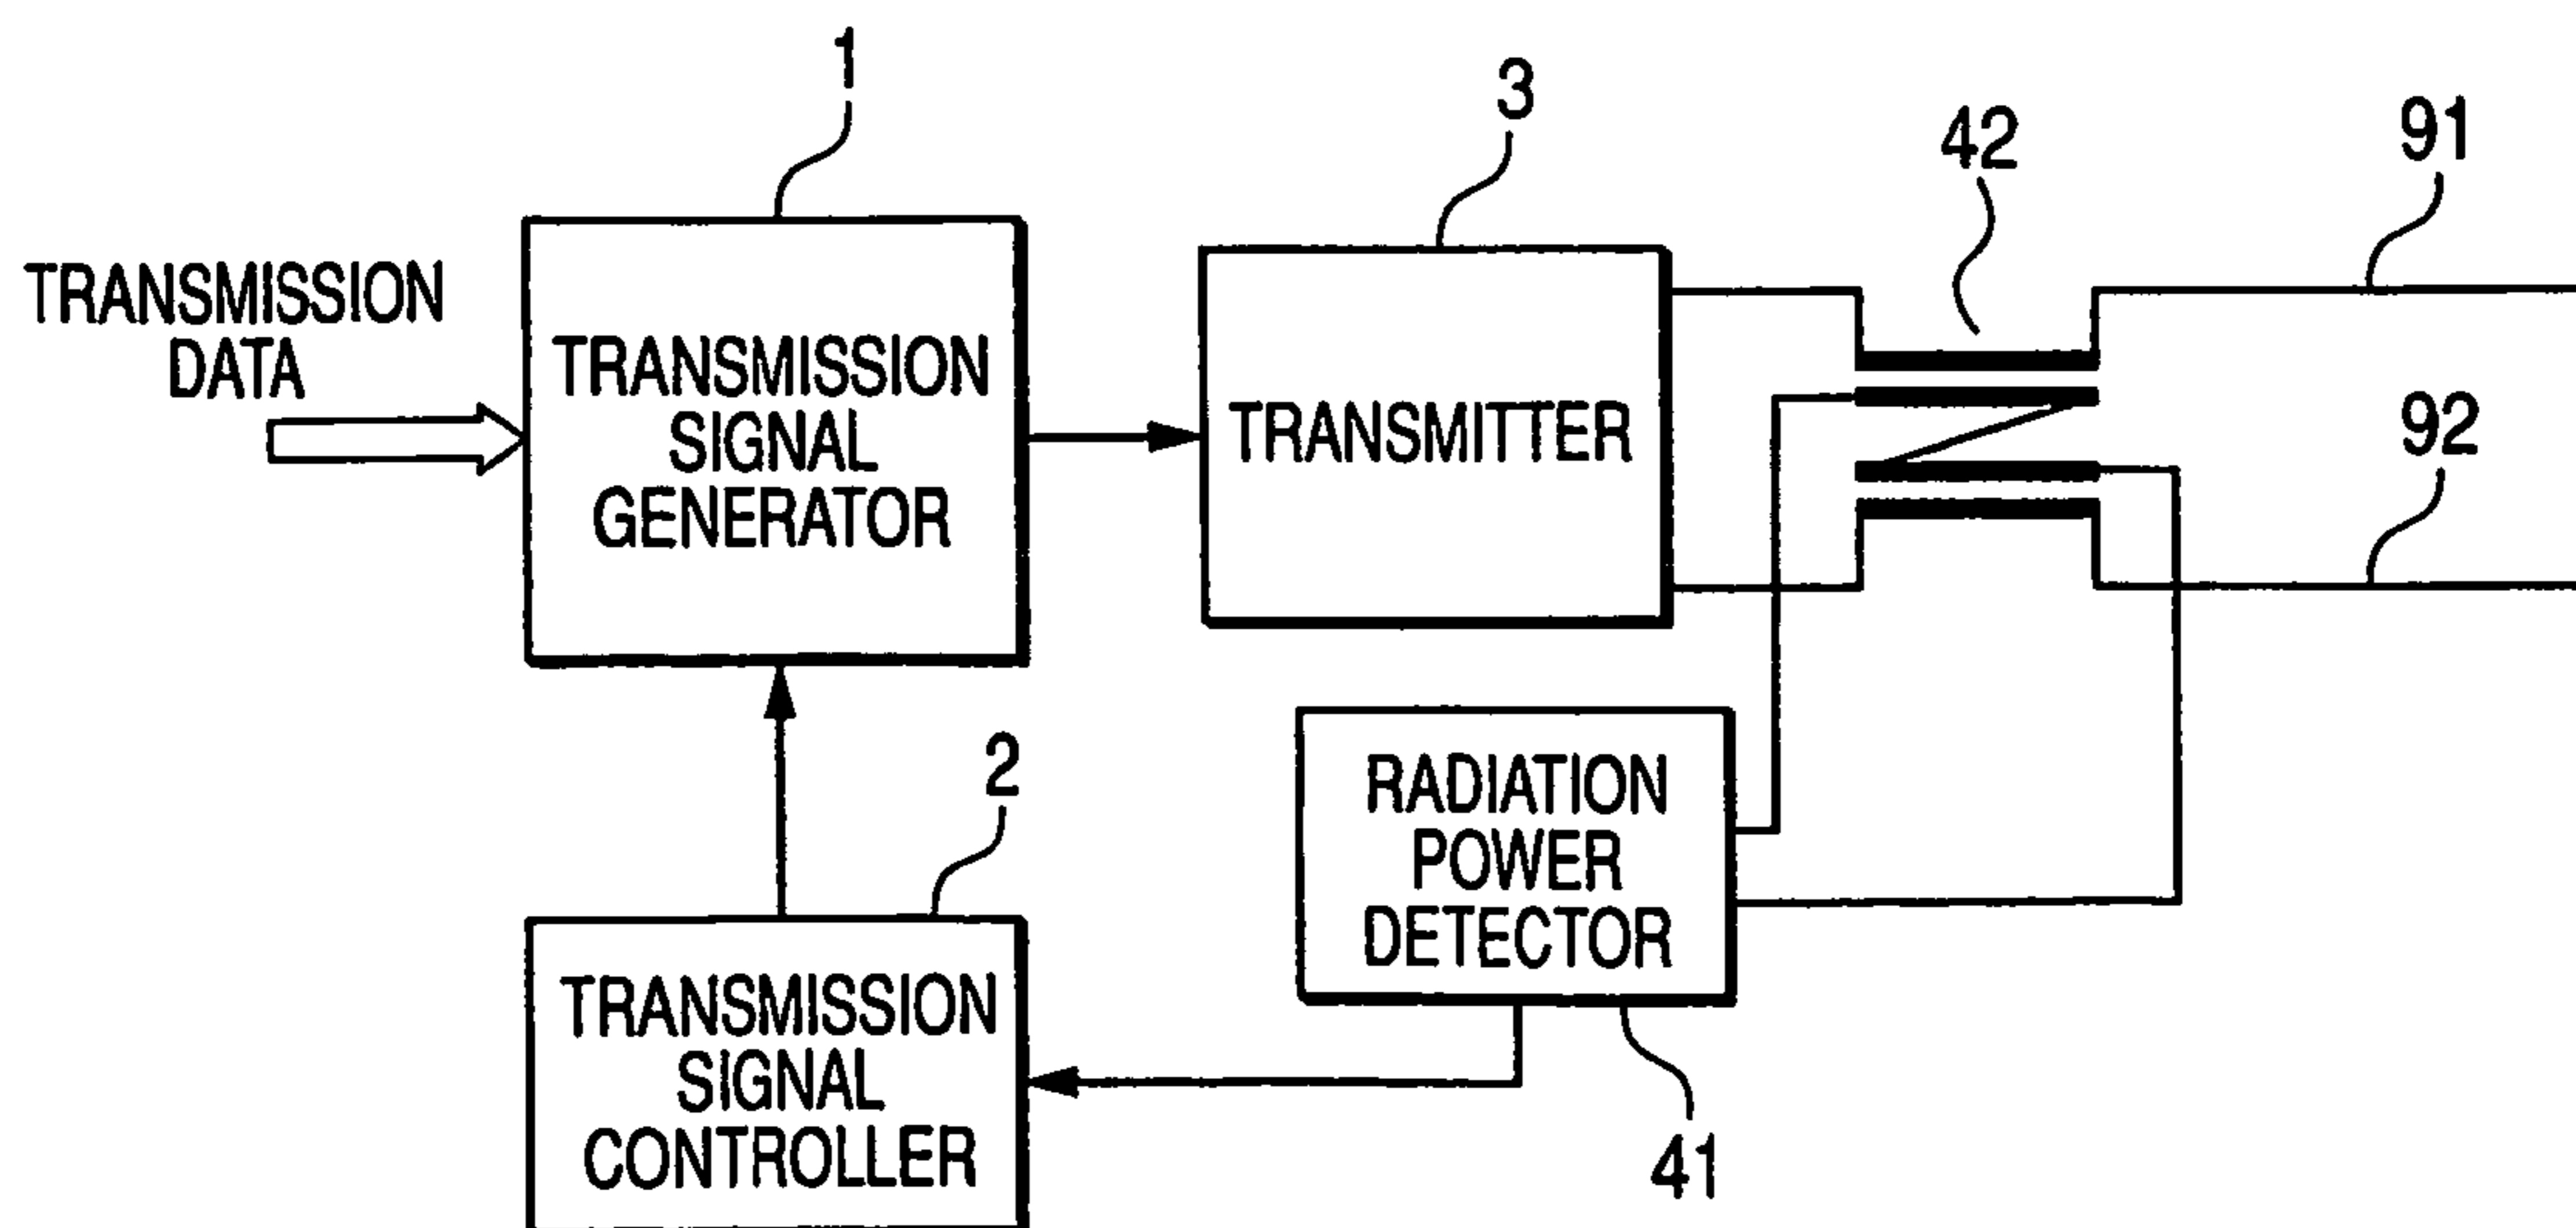 1
3
42
91
TRANSMISSION
DATA
TRANSMISSION
SIGNAL
GENERATOR
TRANSMITTER
92
2
RADIATION
POWER
DETECTOR
TRANSMISSION
SIGNAL
CONTROLLER
41